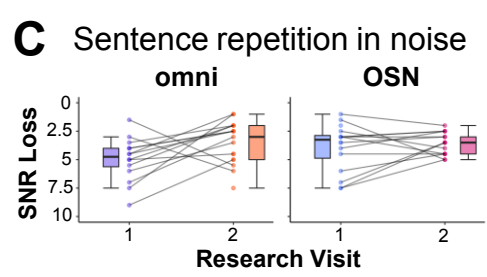 C Sentence repetition in noise
omni OSN
SNR Loss
0
2.5
5
7.5
10
1 2 1 2
Research Visit